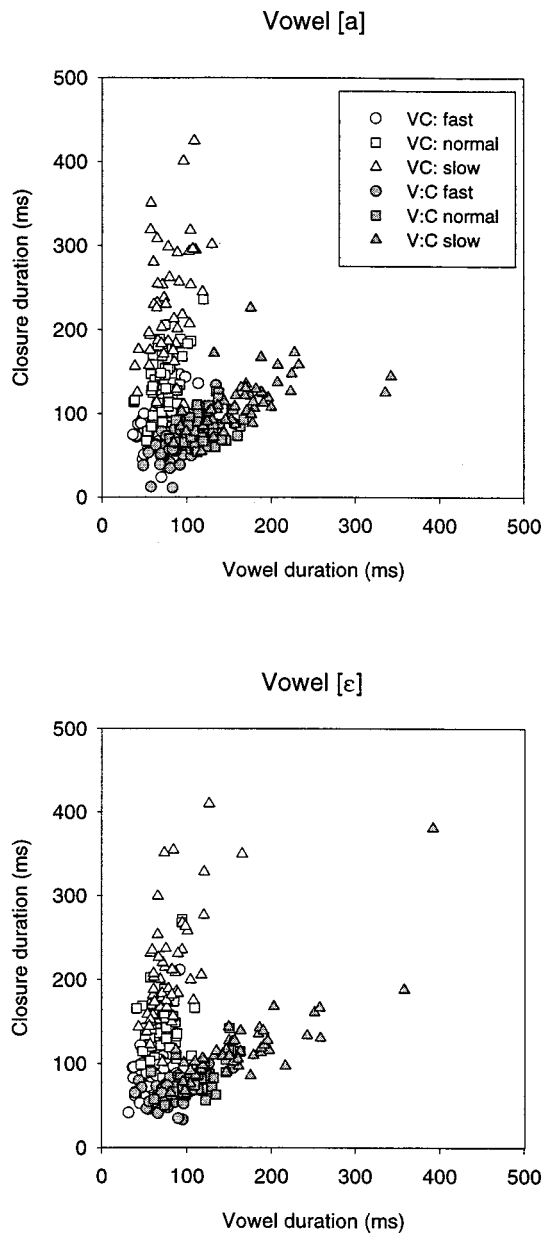 Vowel [a]
500
400
300
200
100
0
Closure duration (ms)
VC: fast
VC: normal
VC: slow
V:C fast
V:C normal
V:C slow
0 100 200 300 400 500
Vowel duration (ms)
Vowel [ε]
500
400
300
200
100
0
Closure duration (ms)
0 100 200 300 400 500
Vowel duration (ms)